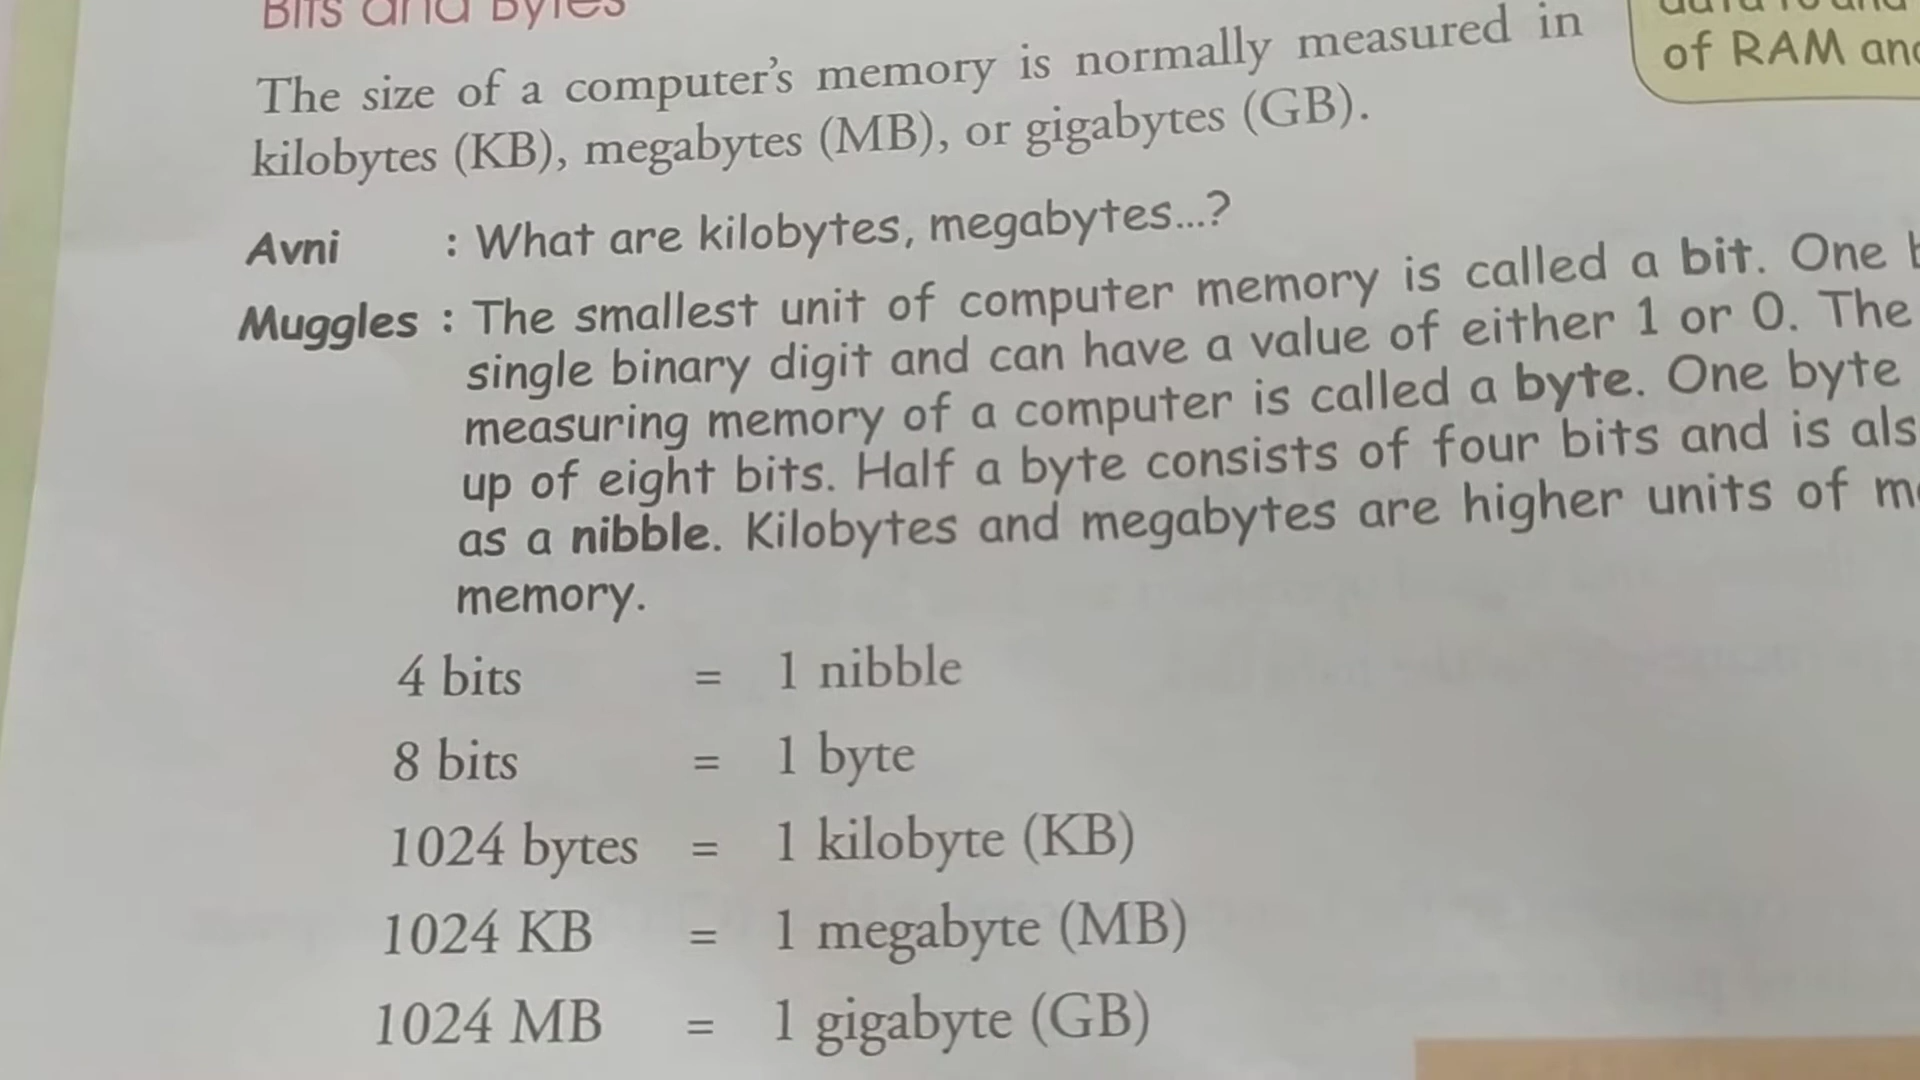 Bits and Bytes
The size of a computer's memory is normally measured in
kilobytes (KB), megabytes (MB), or gigabytes (GB).
of RAM and
Avni : What are kilobytes, megabytes...?
Muggles : The smallest unit of computer memory is called a bit. One
single binary digit and can have a value of either 1 or 0. The
measuring memory of a computer is called a byte. One byte
up of eight bits. Half a byte consists of four bits and is
as a nibble. Kilobytes and megabytes are higher units of
memory.
4 bits = 1 nibble
8 bits = 1 byte
1024 bytes = 1 kilobyte (KB)
1024 KB = 1 megabyte (MB)
1024 MB = 1 gigabyte (GB)